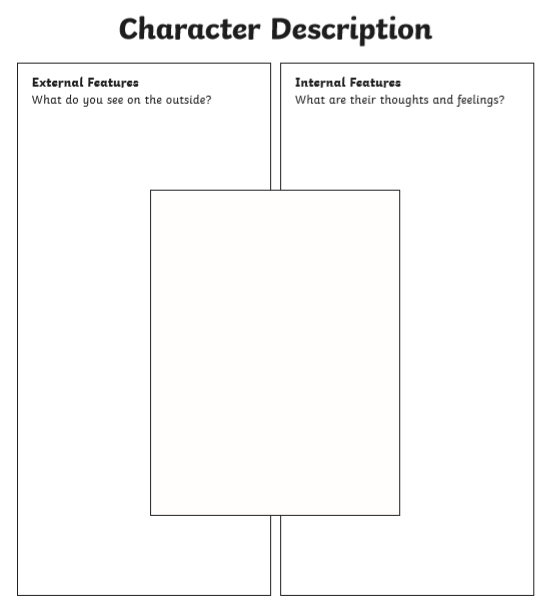 Character Description
External Features
What do you see on the outside?
Internal Features
What are their thoughts and feelings?